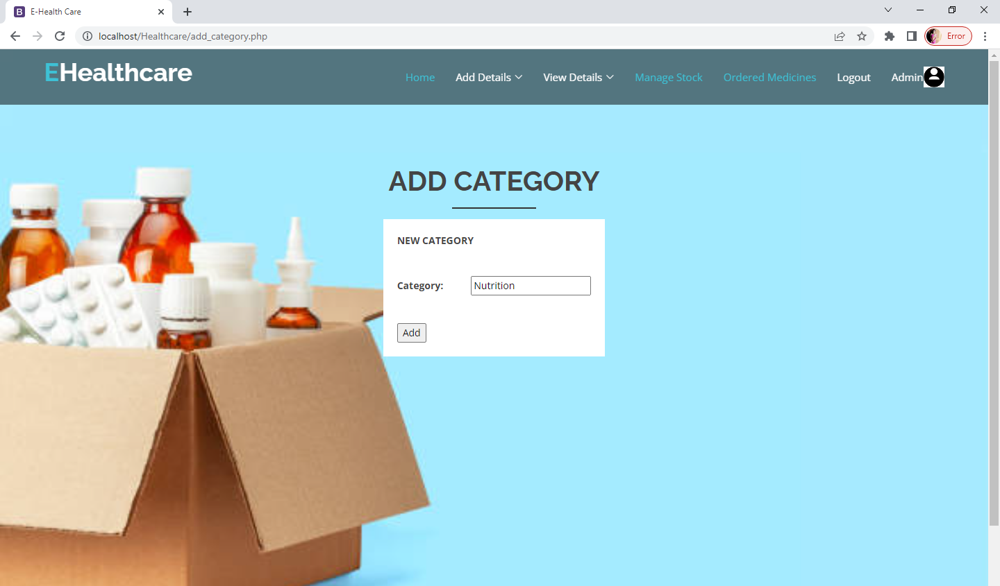 E-Health Care
localhost/Healthcare/add_category.php
Error
EHealthcare
Home Add Details View Details Manage Stock Ordered Medicines Logout Admin
ADD CATEGORY
NEW CATEGORY
Category: Nutrition
Add